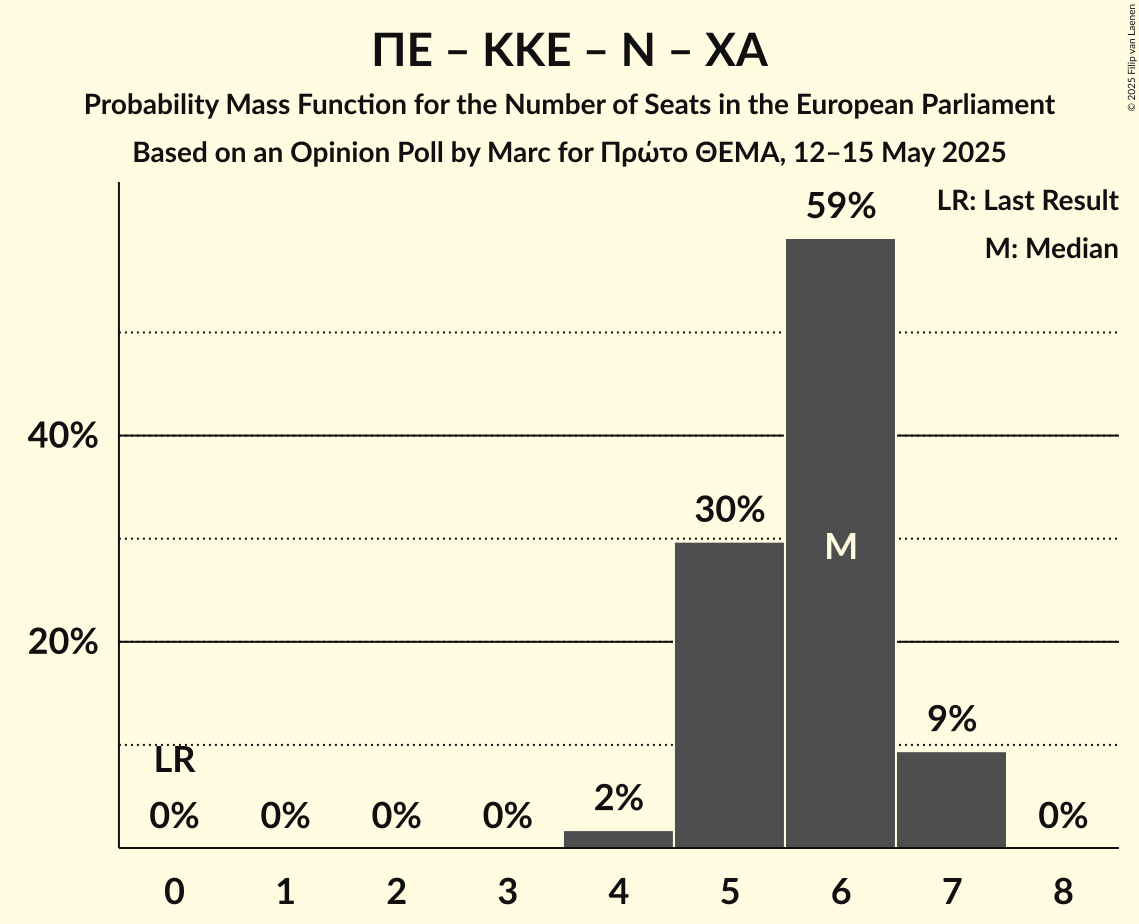 ΠΕ – ΚΚΕ – Ν – ΧΑ
Probability Mass Function for the Number of Seats in the European Parliament
Based on an Opinion Poll by Marc for Πρώτο ΘΕΜΑ, 12–15 May 2025
© 2025 Filip van Laenen
LR: Last Result
M: Median
59%
40%
30%
M
20%
9%
LR
2%
0% 0% 0% 0% 0%
0 1 2 3 4 5 6 7 8